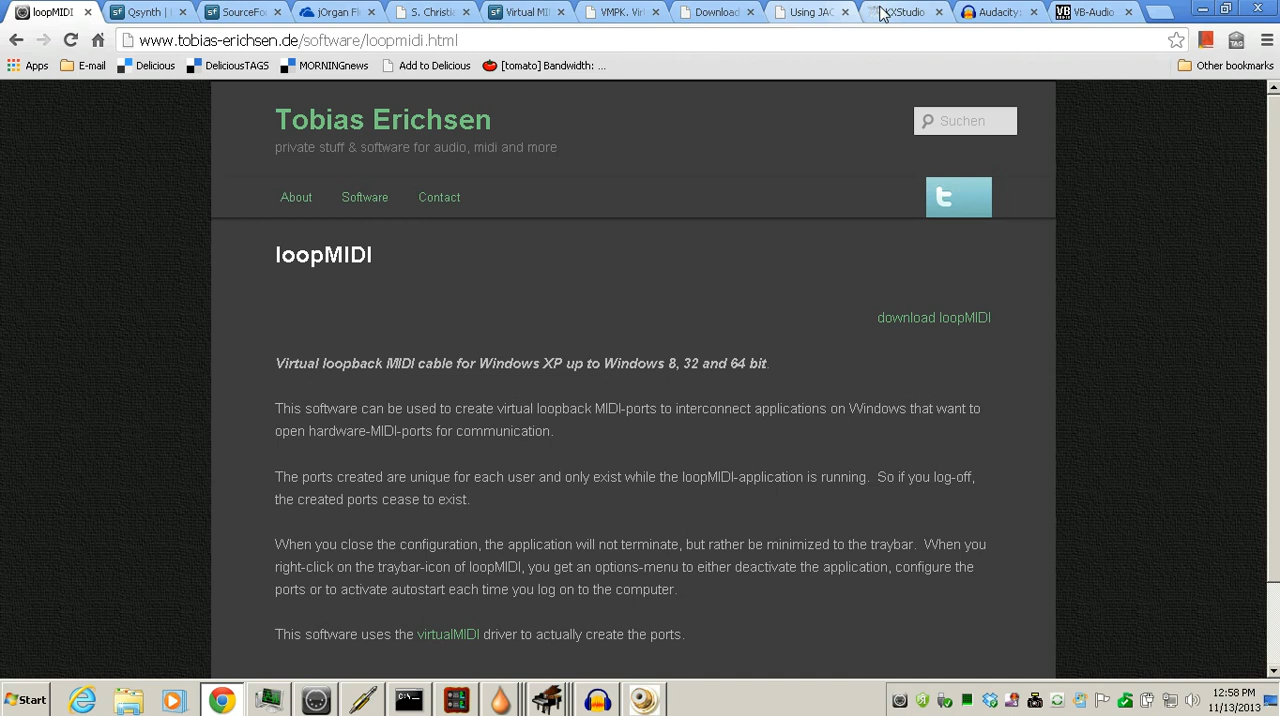 loopMIDI
Qsynth |
SourceFo
jOrgan Fl
S. Christi
Virtual MI
VMPK. Vir
Download
Using JAC
KXStudio
Audacity:
VB-Audio
www.tobias-erichsen.de/software/loopmidi.html
Apps E-mail Delicious DeliciousTAGS MORNINGnews Add to Delicious [tomato] Bandwidth: ... Other bookmarks
Tobias Erichsen
private stuff & software for audio, midi and more
Suchen
About Software Contact
loopMIDI
download loopMIDI
Virtual loopback MIDI cable for Windows XP up to Windows 8, 32 and 64 bit.
This software can be used to create virtual loopback MIDI-ports to interconnect applications on Windows that want to
open hardware-MIDI-ports for communication.
The ports created are unique for each user and only exist while the loopMIDI-application is running. So if you log-off,
the created ports cease to exist.
When you close the configuration, the application will not terminate, but rather be minimized to the traybar. When you
right-click on the traybar-icon of loopMIDI, you get an options-menu to either deactivate the application, configure the
ports or to activate autostart each time you log on to the computer.
This software uses the virtualMIDI driver to actually create the ports.
Start
12:58 PM
11/13/2013